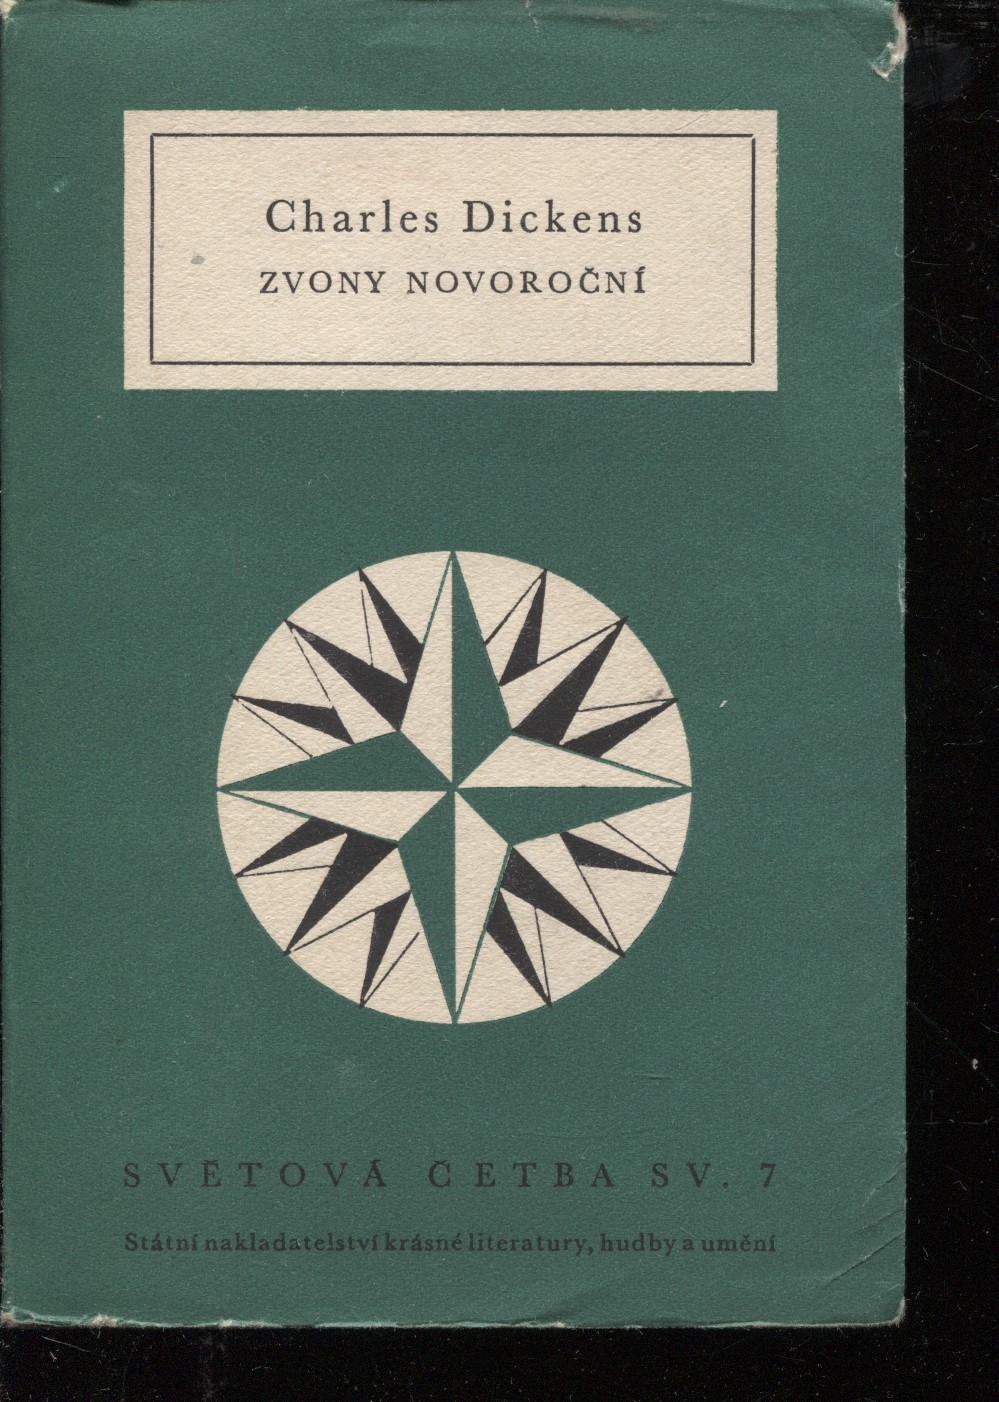 Charles Dickens
ZVONY NOVOROČNÍ
SVĚTOVÁ ČETBA SV. 7
Státní nakladatelství krásné literatury, hudby a umění